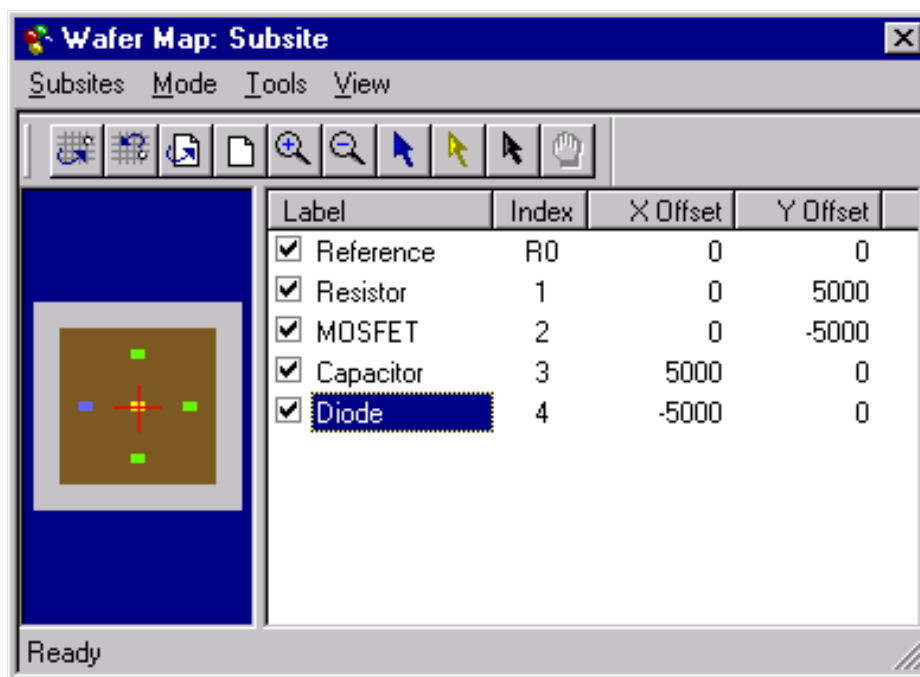 Wafer Map: Subsite
Subsites Mode Tools View
Label Index X Offset Y Offset
Reference R0 0 0
Resistor 1 0 5000
MOSFET 2 0 -5000
Capacitor 3 5000 0
Diode 4 -5000 0
Ready